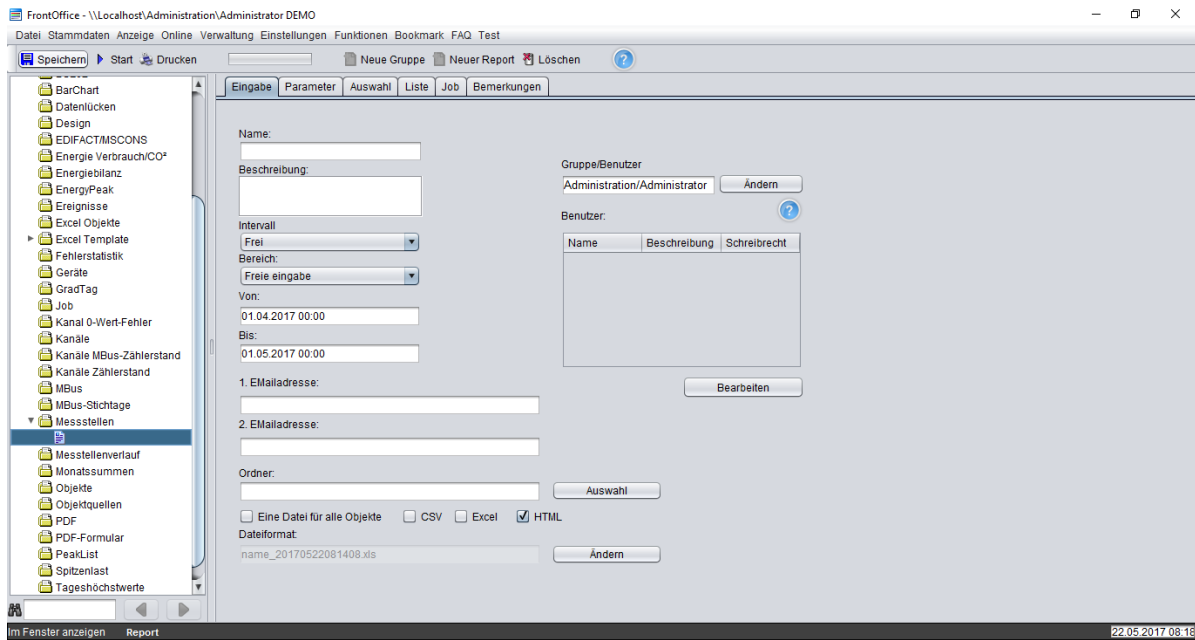 FrontOffice - \\Localhost\Administration\Administrator DEMO
Datei Stammdaten Anzeige Online Verwaltung Einstellungen Funktionen Bookmark FAQ Test
Speichern Start Drucken Neue Gruppe Neuer Report Löschen ?
BarChart
Datenlücken
Design
EDIFACT/MSCONS
Energie Verbrauch/CO²
Energiebilanz
EnergyPeak
Ereignisse
Excel Objekte
Excel Template
Fehlerstatistik
Geräte
GradTag
Job
Kanal 0-Wert-Fehler
Kanäle
Kanäle MBus-Zählerstand
Kanäle Zählerstand
MBus
MBus-Stichtage
Messstellen
Messtellenverlauf
Monatssummen
Objekte
Objektquellen
PDF
PDF-Formular
PeakList
Spitzenlast
Tageshöchstwerte
Eingabe Parameter Auswahl Liste Job Bemerkungen
Name:
Beschreibung:
Intervall
Frei
Bereich:
Freie eingabe
Von:
01.04.2017 00:00
Bis:
01.05.2017 00:00
1. EMailadresse:
2. EMailadresse:
Ordner:
Auswahl
Eine Datei für alle Objekte CSV Excel HTML
Dateiformat:
name_20170522081408.xls Ändern
Gruppe/Benutzer
Administration/Administrator Ändern
?
Benutzer:
Name Beschreibung Schreibrecht
Bearbeiten
Im Fenster anzeigen Report 22.05.2017 08:18